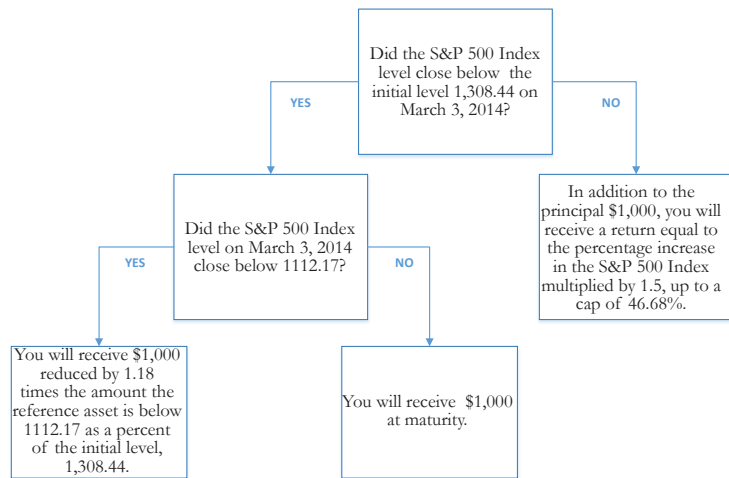 Did the S&P 500 Index
level close below the
initial level 1,308.44 on
March 3, 2014?
YES
NO
Did the S&P 500 Index
level on March 3, 2014
close below 1112.17?
In addition to the
principal $1,000, you will
receive a return equal to
the percentage increase
in the S&P 500 Index
multiplied by 1.5, up to a
cap of 46.68%.
YES
NO
You will receive $1,000
reduced by 1.18
times the amount the
reference asset is below
1112.17 as a percent
of the initial level,
1,308.44.
You will receive $1,000
at maturity.